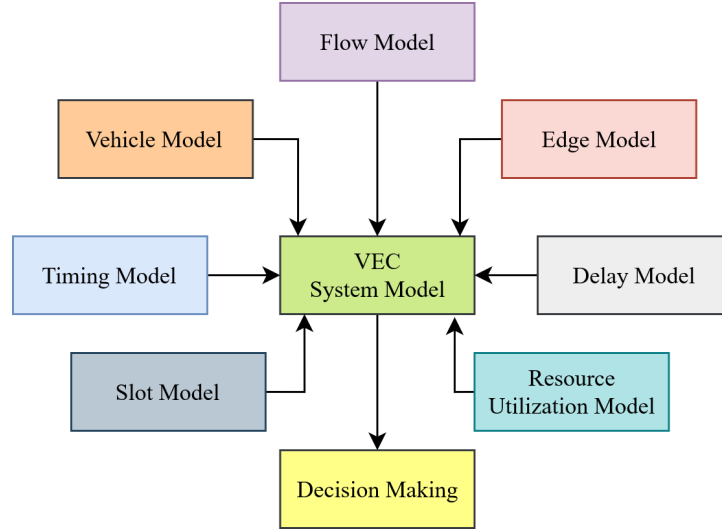 Flow Model
Vehicle Model
Edge Model
Timing Model
VEC
System Model
Delay Model
Slot Model
Resource
Utilization Model
Decision Making